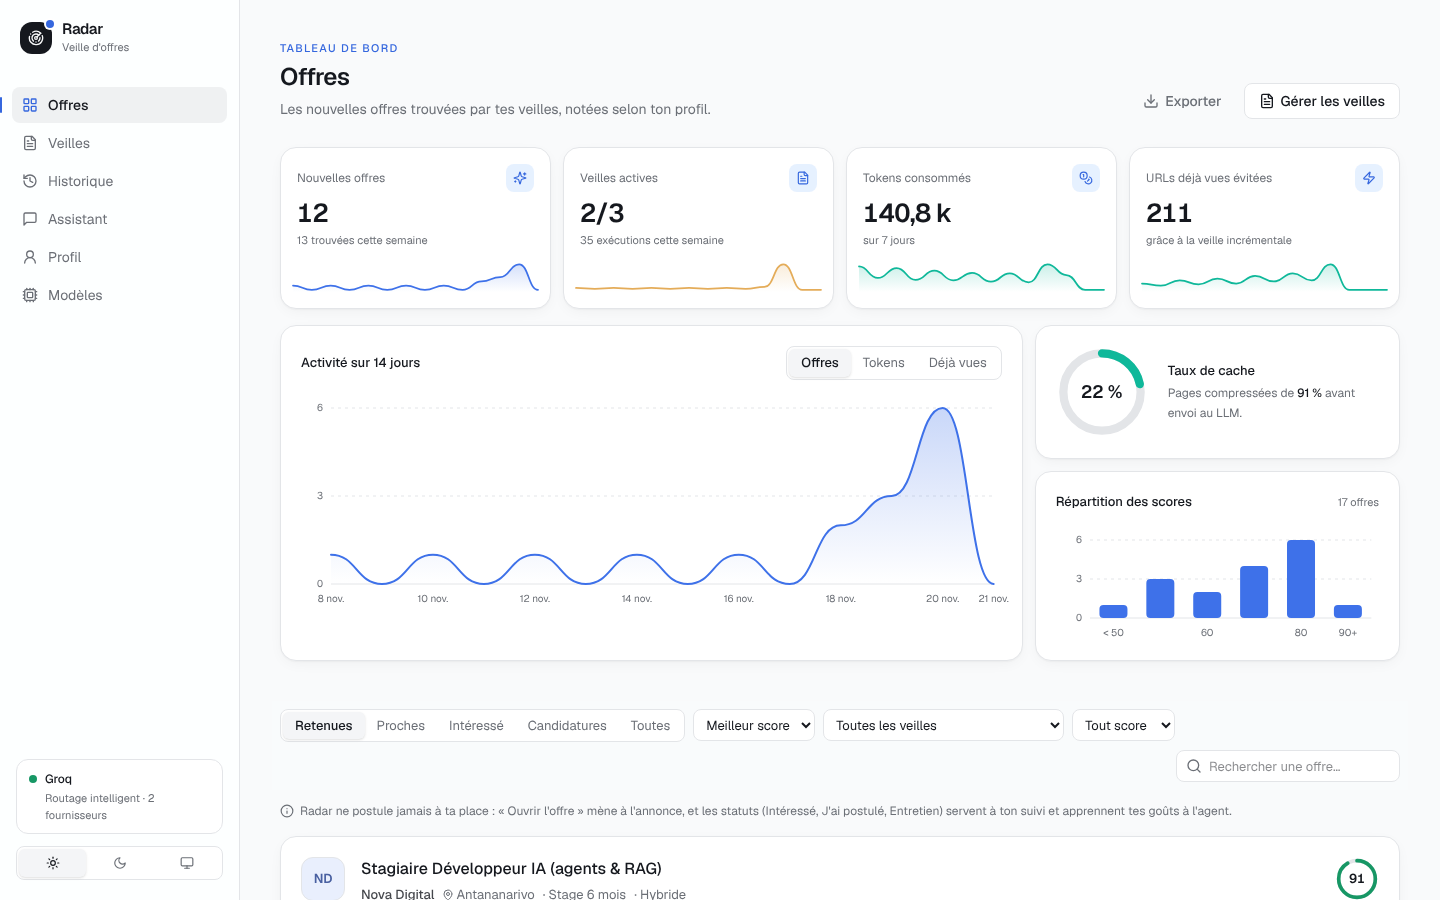 Radar
Veille d'offres
Offres
Veilles
Historique
Assistant
Profil
Modèles
Groq
Routage intelligent · 2
fournisseurs
TABLEAU DE BORD
Offres
Les nouvelles offres trouvées par tes veilles, notées selon ton profil.
Exporter
Gérer les veilles
Nouvelles offres
12
13 trouvées cette semaine
Veilles actives
2/3
35 exécutions cette semaine
Tokens consommés
140,8 k
sur 7 jours
URLs déjà vues évitées
211
grâce à la veille incrémentale
Activité sur 14 jours
Offres Tokens Déjà vues
6
3
0
8 nov. 10 nov. 12 nov. 14 nov. 16 nov. 18 nov. 20 nov. 21 nov.
22 %
Taux de cache
Pages compressées de 91 % avant
envoi au LLM.
Répartition des scores
17 offres
6
3
0
< 50 60 80 90+
Retenues Proches Intéressé Candidatures Toutes
Meilleur score
Toutes les veilles
Tout score
Rechercher une offre...
Radar ne postule jamais à ta place : « Ouvrir l'offre » mène à l'annonce, et les statuts (Intéressé, J'ai postulé, Entretien) servent à ton suivi et apprennent tes goûts à l'agent.
ND
Stagiaire Développeur IA (agents & RAG)
Nova Digital Antananarivo · Stage 6 mois · Hybride
91